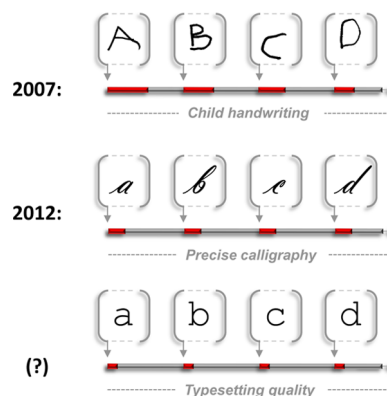 A B C D
2007:
Child handwriting
a b c d
2012:
Precise calligraphy
a b c d
(?)
Typesetting quality